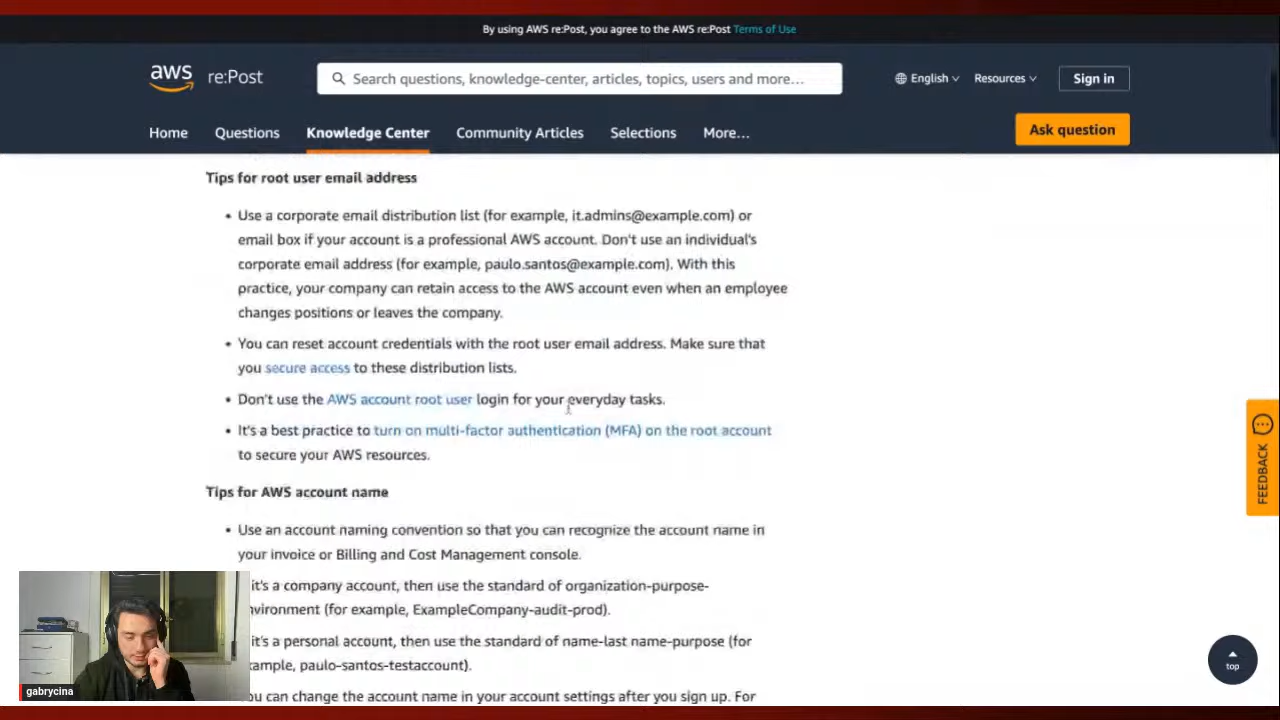 By using AWS re:Post, you agree to the AWS re:Post Terms of Use
aws re:Post
Search questions, knowledge-center, articles, topics, users and more...
English
Resources
Sign in
Home
Questions
Knowledge Center
Community Articles
Selections
More...
Ask question
Tips for root user email address
• Use a corporate email distribution list (for example, it.admins@example.com) or
email box if your account is a professional AWS account. Don't use an individual's
corporate email address (for example, paulo.santos@example.com). With this
practice, your company can retain access to the AWS account even when an employee
changes positions or leaves the company.
• You can reset account credentials with the root user email address. Make sure that
you secure access to these distribution lists.
• Don't use the AWS account root user login for your everyday tasks.
• It's a best practice to turn on multi-factor authentication (MFA) on the root account
to secure your AWS resources.
Tips for AWS account name
• Use an account naming convention so that you can recognize the account name in
your invoice or Billing and Cost Management console.
it's a company account, then use the standard of organization-purpose-
nvironment (for example, ExampleCompany-audit-prod).
it's a personal account, then use the standard of name-last name-purpose (for
ample, paulo-santos-testaccount).
ou can change the account name in your account settings after you sign up. For
FEEDBACK
top
gabrycina